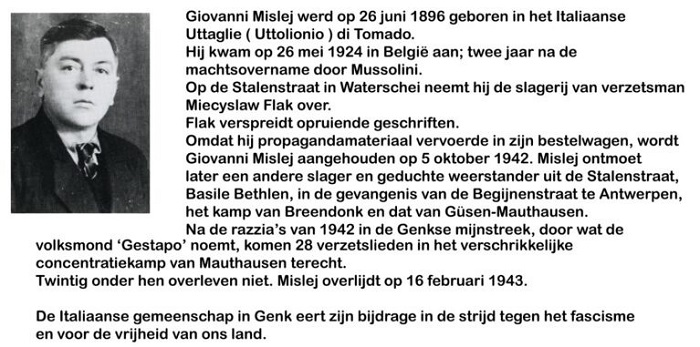 Giovanni Mislej werd op 26 juni 1896 geboren in het Italiaanse
Uttaglie ( Uttolionio ) di Tomado.
Hij kwam op 26 mei 1924 in België aan; twee jaar na de
machtsovername door Mussolini.
Op de Stalenstraat in Waterschei neemt hij de slagerij van verzetsman
Miecyslaw Flak over.
Flak verspreidt opruiende geschriften.
Omdat hij propagandamateriaal vervoerde in zijn bestelwagen, wordt
Giovanni Mislej aangehouden op 5 oktober 1942. Mislej ontmoet
later een andere slager en geduchte weerstander uit de Stalenstraat,
Basile Bethlen, in de gevangenis van de Begijnenstraat te Antwerpen,
het kamp van Breendonk en dat van Güsen-Mauthausen.
Na de razzia’s van 1942 in de Genkse mijnstreek, door wat de
volksmond ‘Gestapo’ noemt, komen 28 verzetslieden in het verschrikkelijke
concentratiekamp van Mauthausen terecht.
Twintig onder hen overleven niet. Mislej overlijdt op 16 februari 1943.
De Italiaanse gemeenschap in Genk eert zijn bijdrage in de strijd tegen het fascisme
en voor de vrijheid van ons land.